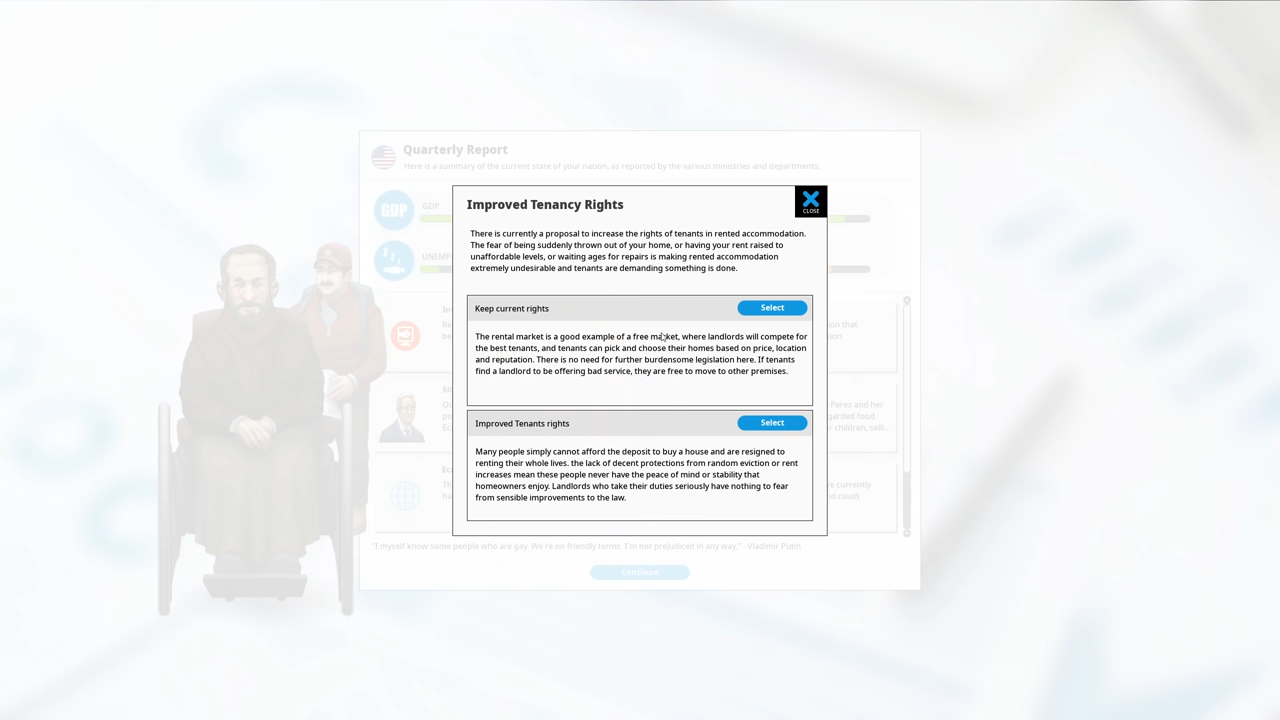 Quarterly Report
Here is a summary of the current state of your nation, as reported by the various ministries and departments.
GDP
GDP
UNEMP
Improved Tenancy Rights
CLOSE
There is currently a proposal to increase the rights of tenants in rented accommodation.
The fear of being suddenly thrown out of your home, or having your rent raised to
unaffordable levels, or waiting ages for repairs is making rented accommodation
extremely undesirable and tenants are demanding something is done.
Keep current rights
Select
The rental market is a good example of a free market, where landlords will compete for
the best tenants, and tenants can pick and choose their homes based on price, location
and reputation. There is no need for further burdensome legislation here. If tenants
find a landlord to be offering bad service, they are free to move to other premises.
Improved Tenants rights
Select
Many people simply cannot afford the deposit to buy a house and are resigned to
renting their whole lives. the lack of decent protections from random eviction or rent
increases mean these people never have the peace of mind or stability that
homeowners enjoy. Landlords who take their duties seriously have nothing to fear
from sensible improvements to the law.
Perez and her
garded food
children, selli...
"I myself know some people who are gay. We're on friendly terms. I'm not prejudiced in any way." - Vladimir Putin
Continue